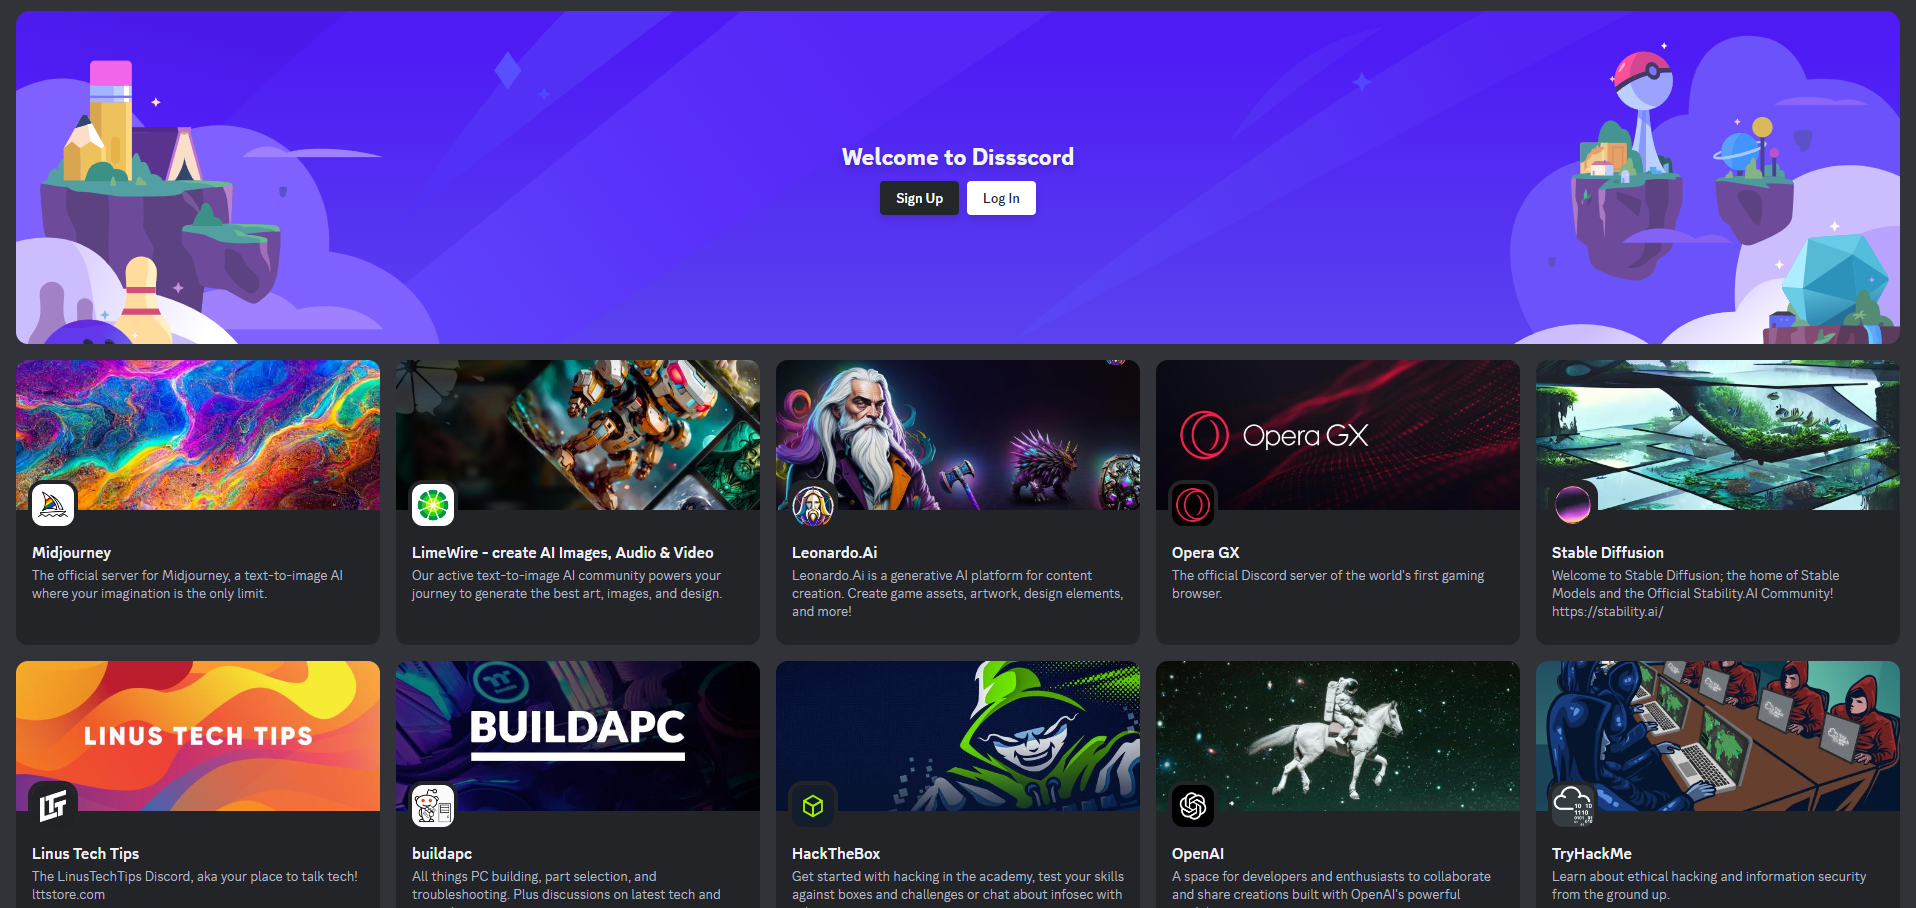 Welcome to Dissscord
Sign Up
Log In
Opera GX
Midjourney
The official server for Midjourney, a text-to-image AI
where your imagination is the only limit.
LimeWire - create AI Images, Audio & Video
Our active text-to-image AI community powers your
journey to generate the best art, images, and design.
Leonardo.Ai
Leonardo.Ai is a generative AI platform for content
creation. Create game assets, artwork, design elements,
and more!
Opera GX
The official Discord server of the world's first gaming
browser.
Stable Diffusion
Welcome to Stable Diffusion; the home of Stable
Models and the Official Stability.AI Community!
https://stability.ai/
LINUS TECH TIPS
BUILDAPC
LTT
Linus Tech Tips
The LinusTechTips Discord, aka your place to talk tech!
lttstore.com
buildapc
All things PC building, part selection, and
troubleshooting. Plus discussions on latest tech and
HackTheBox
Get started with hacking in the academy, test your skills
against boxes and challenges or chat about infosec with
OpenAI
A space for developers and enthusiasts to collaborate
and share creations built with OpenAI's powerful
TryHackMe
Learn about ethical hacking and information security
from the ground up.